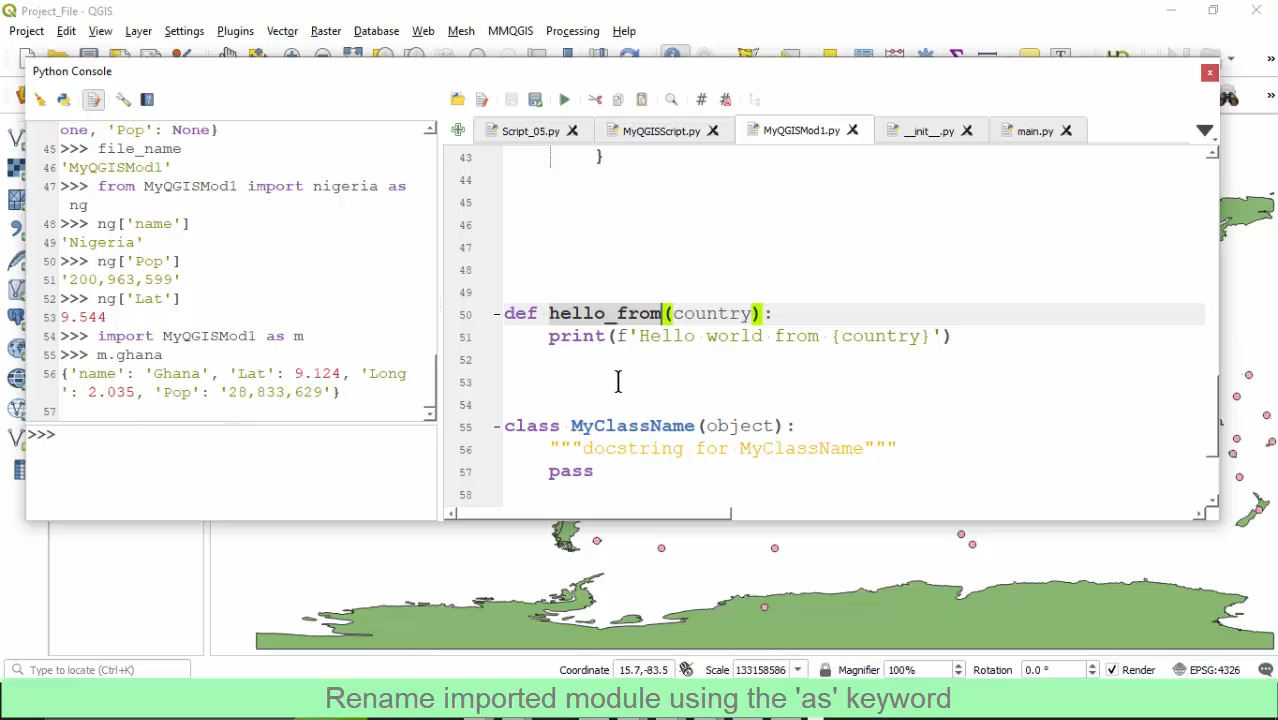 Project_File - QGIS
Project Edit View Layer Settings Plugins Vector Raster Database Web Mesh MMQGIS Processing Help
Python Console
Script_05.py MyQGISScript.py MyQGISMod1.py __init__.py main.py
one, 'Pop': None}
45 >>> file_name
46 'MyQGISMod1'
47 >>> from MyQGISMod1 import nigeria as
ng
48 >>> ng['name']
49 'Nigeria'
50 >>> ng['Pop']
51 '200,963,599'
52 >>> ng['Lat']
53 9.544
54 >>> import MyQGISMod1 as m
55 >>> m.ghana
56 {'name': 'Ghana', 'Lat': 9.124, 'Long
': 2.035, 'Pop': '28,833,629'}
57
>>>
43 }
44
45
46
47
48
49
50 def hello_from(country):
51 print(f'Hello world from {country}')
52
53
54
55 class MyClassName(object):
56 """docstring for MyClassName"""
57 pass
58
Type to locate (Ctrl+K) Coordinate 15.7,-83.5 Scale 133158586 Magnifier 100% Rotation 0.0 ° Render EPSG:4326
Rename imported module using the 'as' keyword